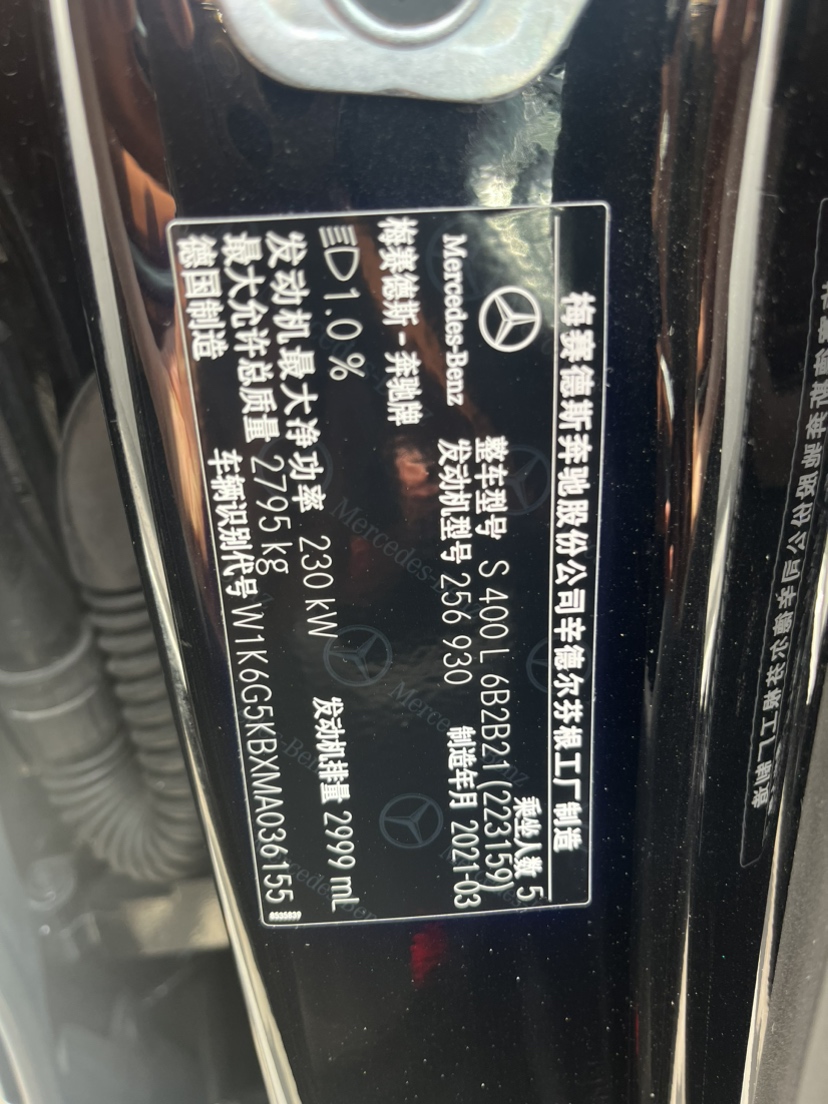 梅赛德斯奔驰股份公司辛德尔芬根工厂制造
Mercedes-Benz
乘坐人数 5
整车型号 S 400 L 6B2B21(223159)
发动机型号 256 930
制造年月 2021-03
梅赛德斯-奔驰牌
1.0%
发动机排量 2999 ml
发动机最大净功率 230 kW
最大允许总质量 2795 kg
德国制造
车辆识别代号 W1K6G5KBXMA036155